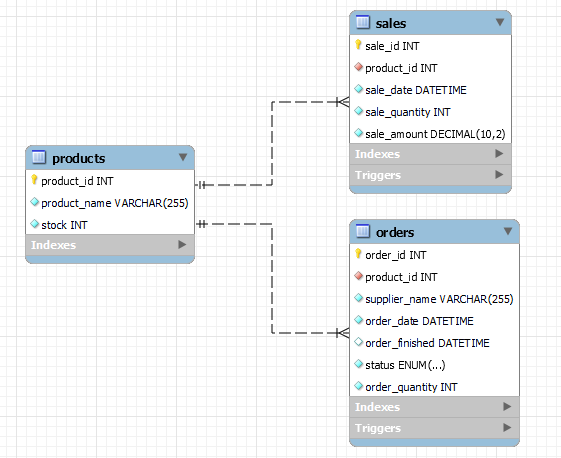 sales
sale_id INT
product_id INT
sale_date DATETIME
sale_quantity INT
sale_amount DECIMAL(10,2)
Indexes
Triggers
products
product_id INT
product_name VARCHAR(255)
stock INT
Indexes
orders
order_id INT
product_id INT
supplier_name VARCHAR(255)
order_date DATETIME
order_finished DATETIME
status ENUM(...)
order_quantity INT
Indexes
Triggers